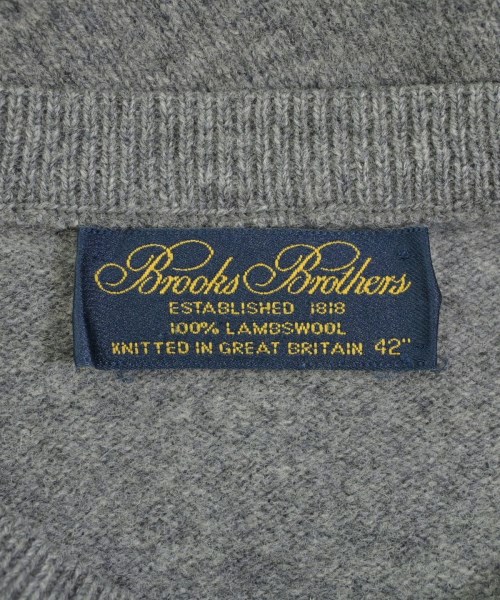 Brooks Brothers
ESTABLISHED 1818
100% LAMBSWOOL
KNITTED IN GREAT BRITAIN 42"